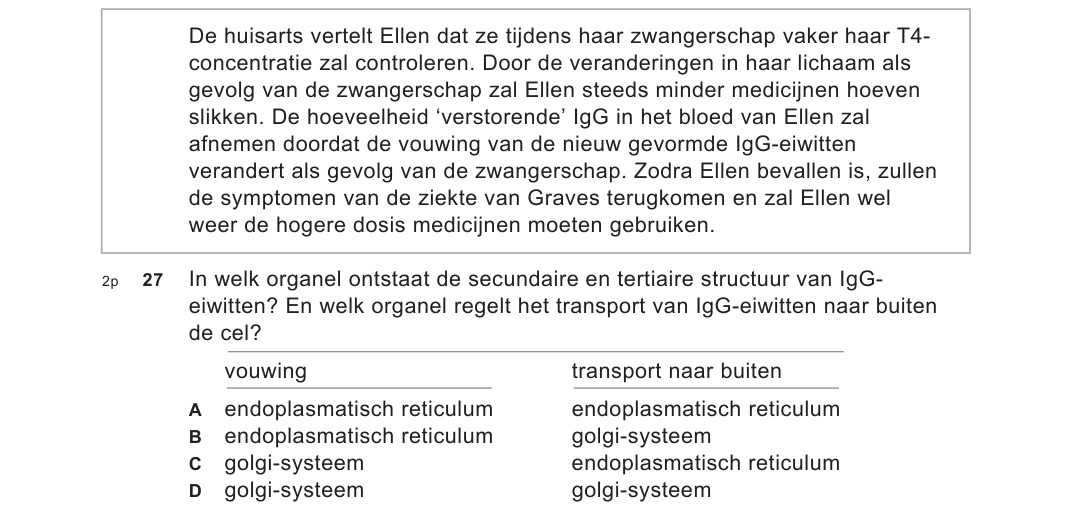 De huisarts vertelt Ellen dat ze tijdens haar zwangerschap vaker haar T4-
concentratie zal controleren. Door de veranderingen in haar lichaam als
gevolg van de zwangerschap zal Ellen steeds minder medicijnen hoeven
slikken. De hoeveelheid ‘verstorende’ IgG in het bloed van Ellen zal
afnemen doordat de vouwing van de nieuw gevormde IgG-eiwitten
verandert als gevolg van de zwangerschap. Zodra Ellen bevallen is, zullen
de symptomen van de ziekte van Graves terugkomen en zal Ellen wel
weer de hogere dosis medicijnen moeten gebruiken.
2p 27 In welk organel ontstaat de secundaire en tertiaire structuur van IgG-
eiwitten? En welk organel regelt het transport van IgG-eiwitten naar buiten
de cel?
vouwing transport naar buiten
A endoplasmatisch reticulum endoplasmatisch reticulum
B endoplasmatisch reticulum golgi-systeem
C golgi-systeem endoplasmatisch reticulum
D golgi-systeem golgi-systeem